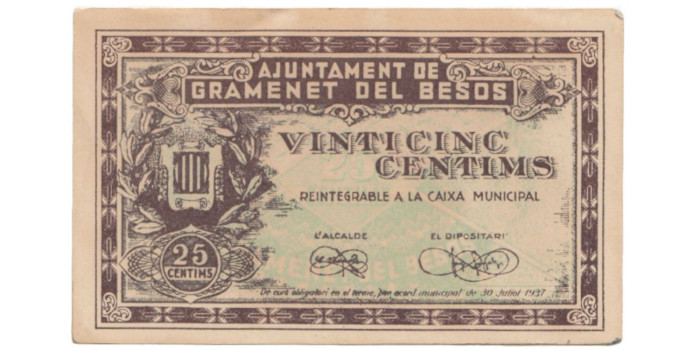 AJUNTAMENT DE
GRAMENET DEL BESOS
VINTICINC
CENTIMS
REINTEGRABLE A LA CAIXA MUNICIPAL
L'ALCALDE
EL DIPOSITARI
25
CENTIMS
De curs obligatori en el terme, per acord municipal de 30 Juliol 1937